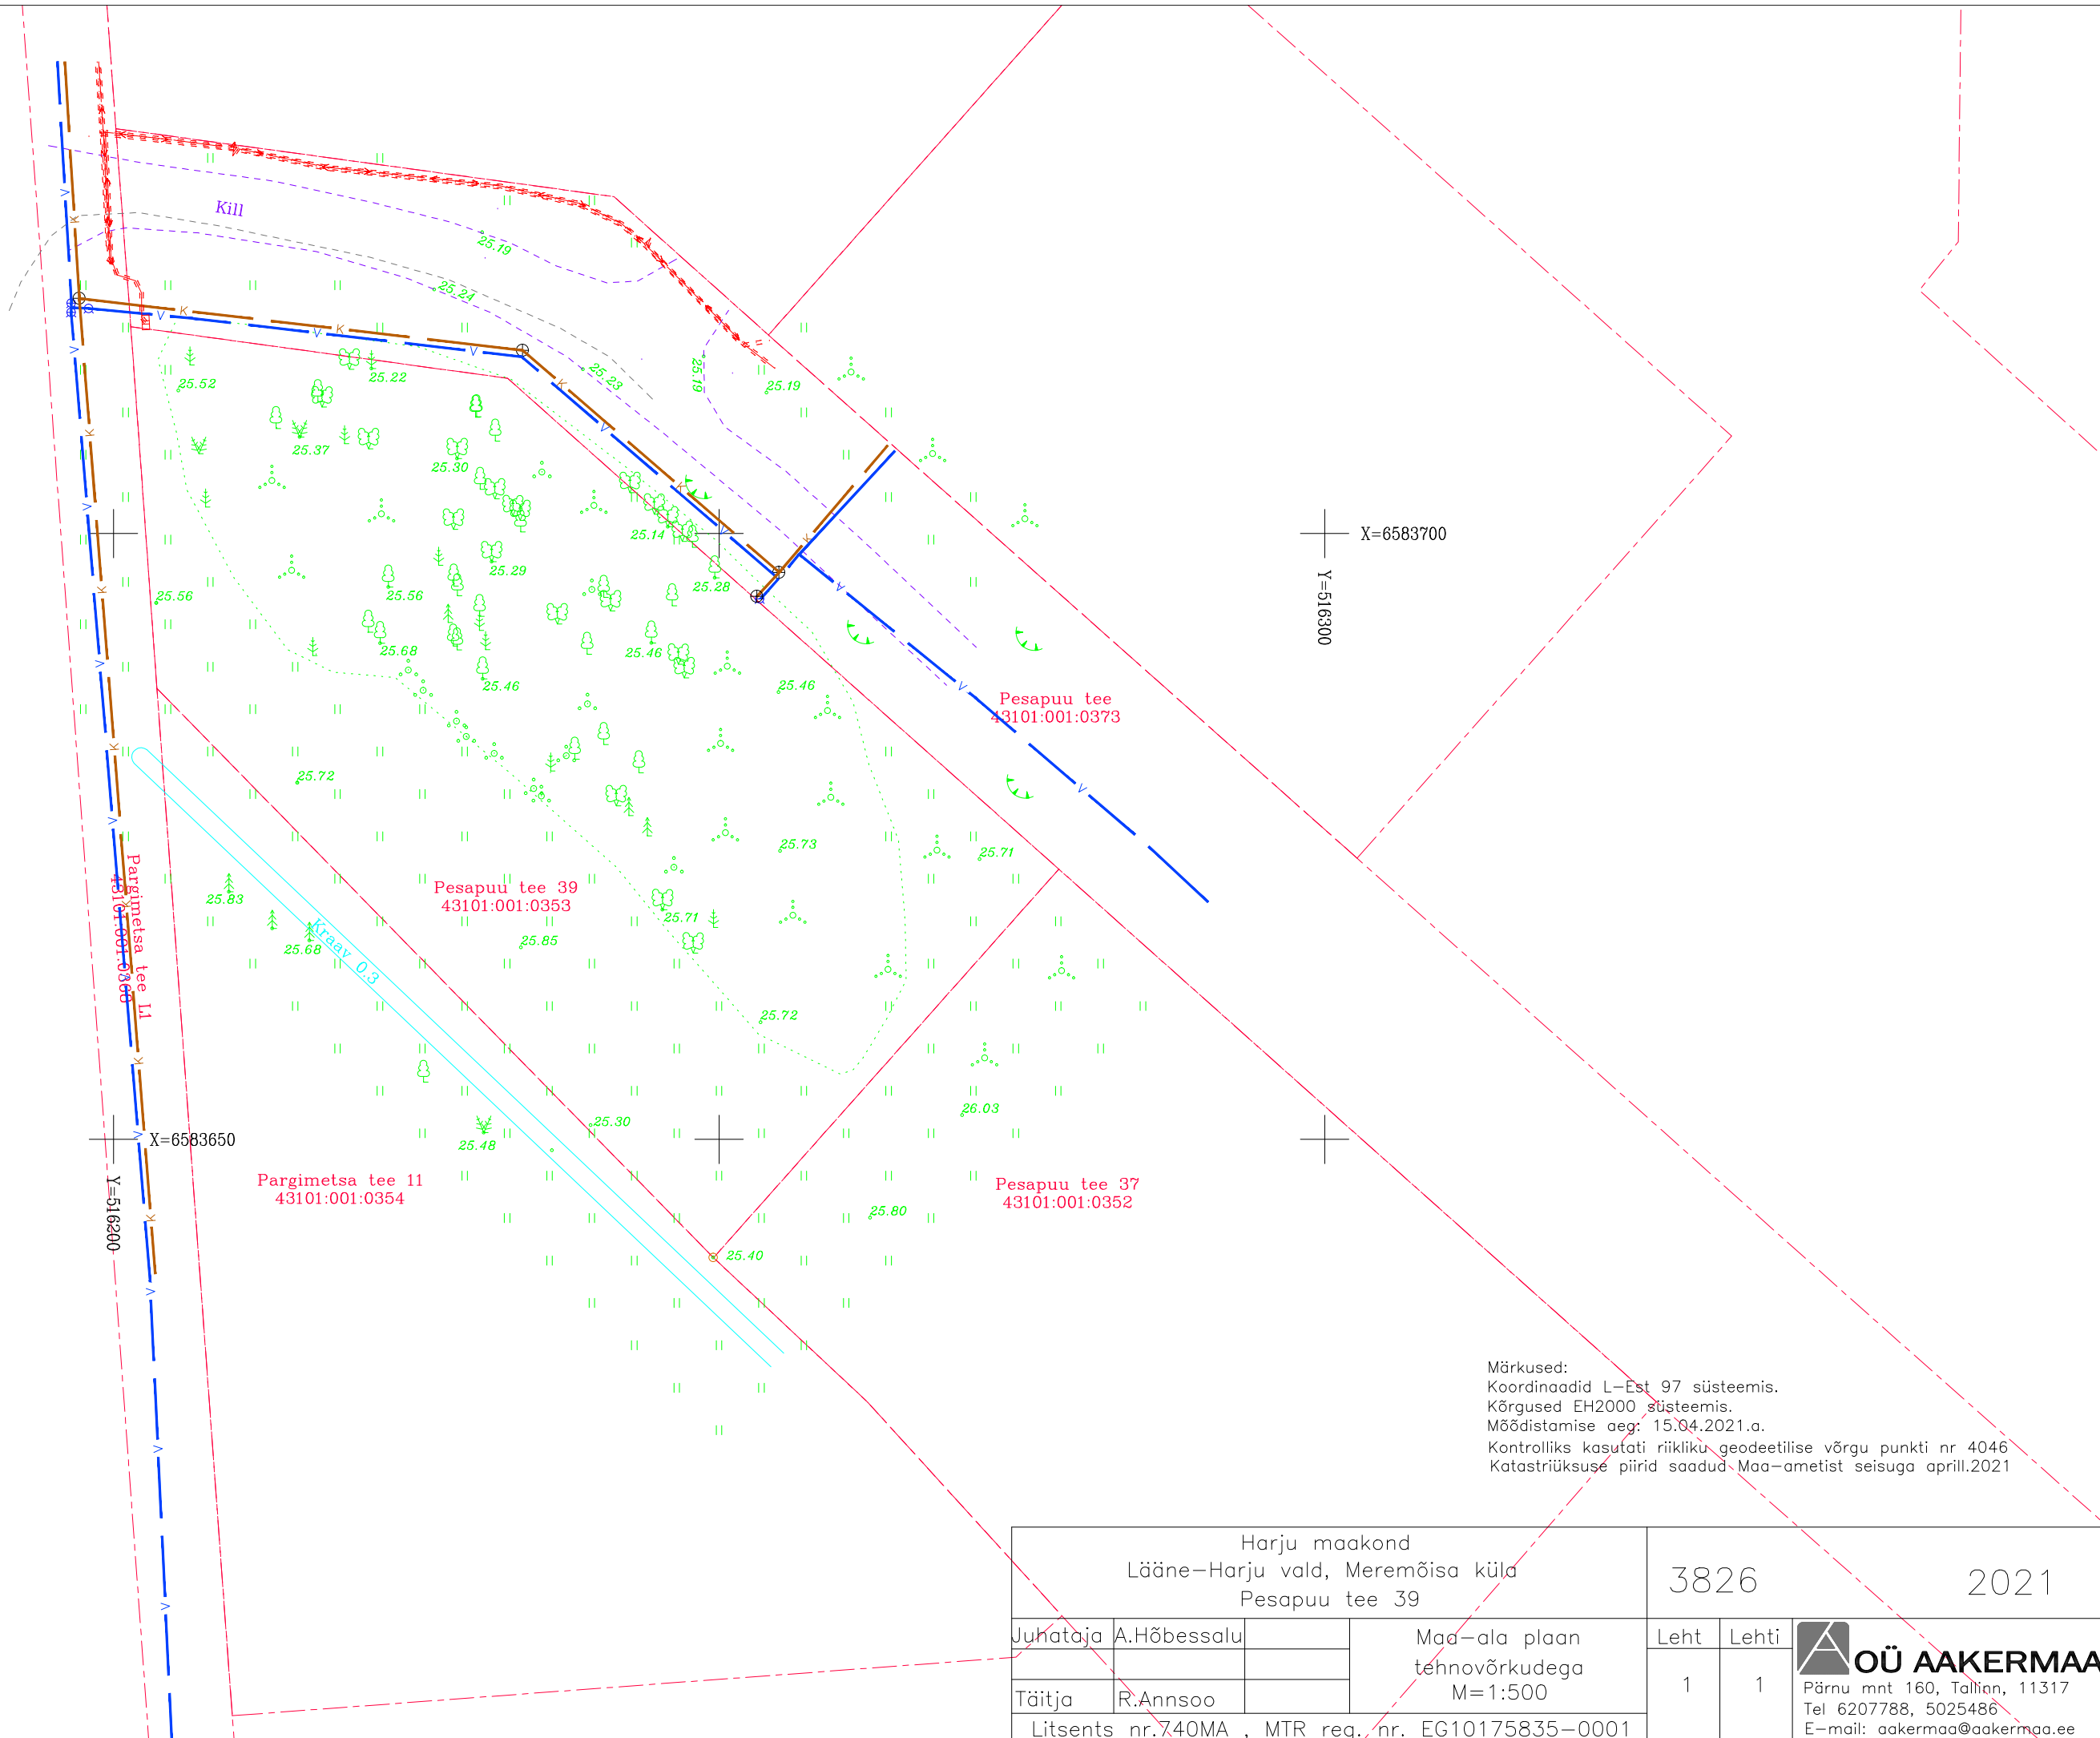 Kill
25.19
25.24
25.23
25.19
25.19
25.52
25.22
25.37
25.30
25.14
25.29
25.28
25.56
25.56
25.68
25.46
25.46
25.46
X=6583700
Y=516300
Pesapuu tee
43101:001:0373
25.72
25.73
25.71
Pargimetsa tee L1
43101:001:0368
Pesapuu tee 39
43101:001:0353
25.83
25.68
Kraav 0.3
25.71
25.85
25.72
26.03
25.30
25.48
X=6583650
Y=516200
Pargimetsa tee 11
43101:001:0354
Pesapuu tee 37
43101:001:0352
25.80
25.40
V
K
Märkused:
Koordinaadid L-Est 97 süsteemis.
Kõrgused EH2000 süsteemis.
Mõõdistamise aeg: 15.04.2021.a.
Kontrolliks kasutati riikliku geodeetilise võrgu punkti nr 4046
Katastriüksuse piirid saadud Maa-ametist seisuga aprill.2021
Harju maakond
Lääne-Harju vald, Meremõisa küla
Pesapuu tee 39
3826 2021
Juhataja A.Hõbessalu
Täitja R.Annsoo
Maa-ala plaan
tehnovõrkudega
M=1:500
Leht Lehti
1 1
OÜ AAKERMAA
Pärnu mnt 160, Tallinn, 11317
Tel 6207788, 5025486
E-mail: aakermaa@aakermaa.ee
Litsents nr.740MA , MTR reg. nr. EG10175835-0001